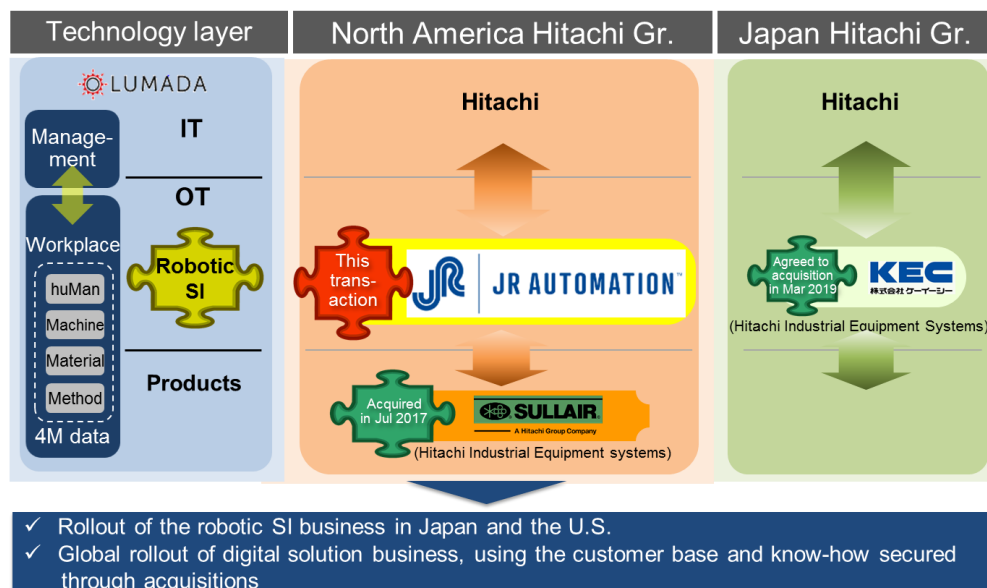 Technology layer
North America Hitachi Gr.
Japan Hitachi Gr.
LUMADA
Manage-
ment
IT
OT
Workplace
huMan
Machine
Material
Method
4M data
Robotic
SI
Products
Hitachi
This
trans-
action
JR
JR AUTOMATION™
Acquired
in Jul 2017
SULLAIR
A Hitachi Group Company
(Hitachi Industrial Equipment systems)
Hitachi
Agreed to
acquisition
in Mar 2019
KEC
株式会社 ケーイーシー
(Hitachi Industrial Equipment Systems)
✓ Rollout of the robotic SI business in Japan and the U.S.
✓ Global rollout of digital solution business, using the customer base and know-how secured
through acquisitions